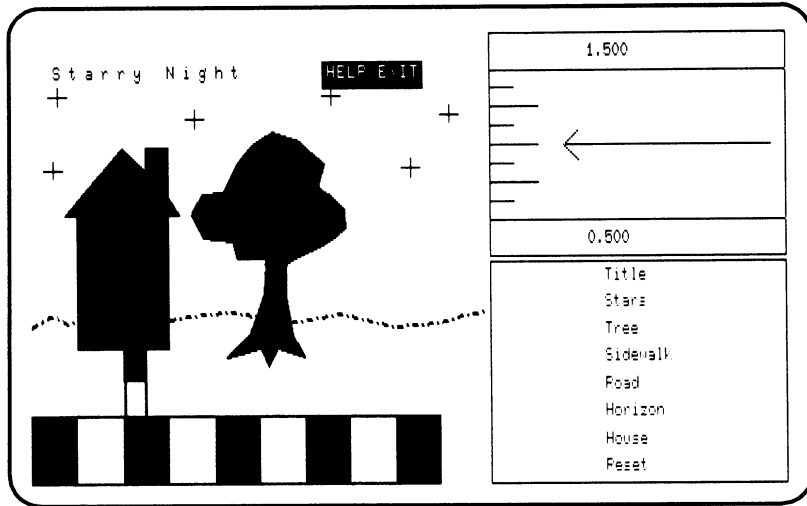 Starry Night
HELP EXIT
1.500
0.500
Title
Stars
Tree
Sidewalk
Road
Horizon
House
Reset